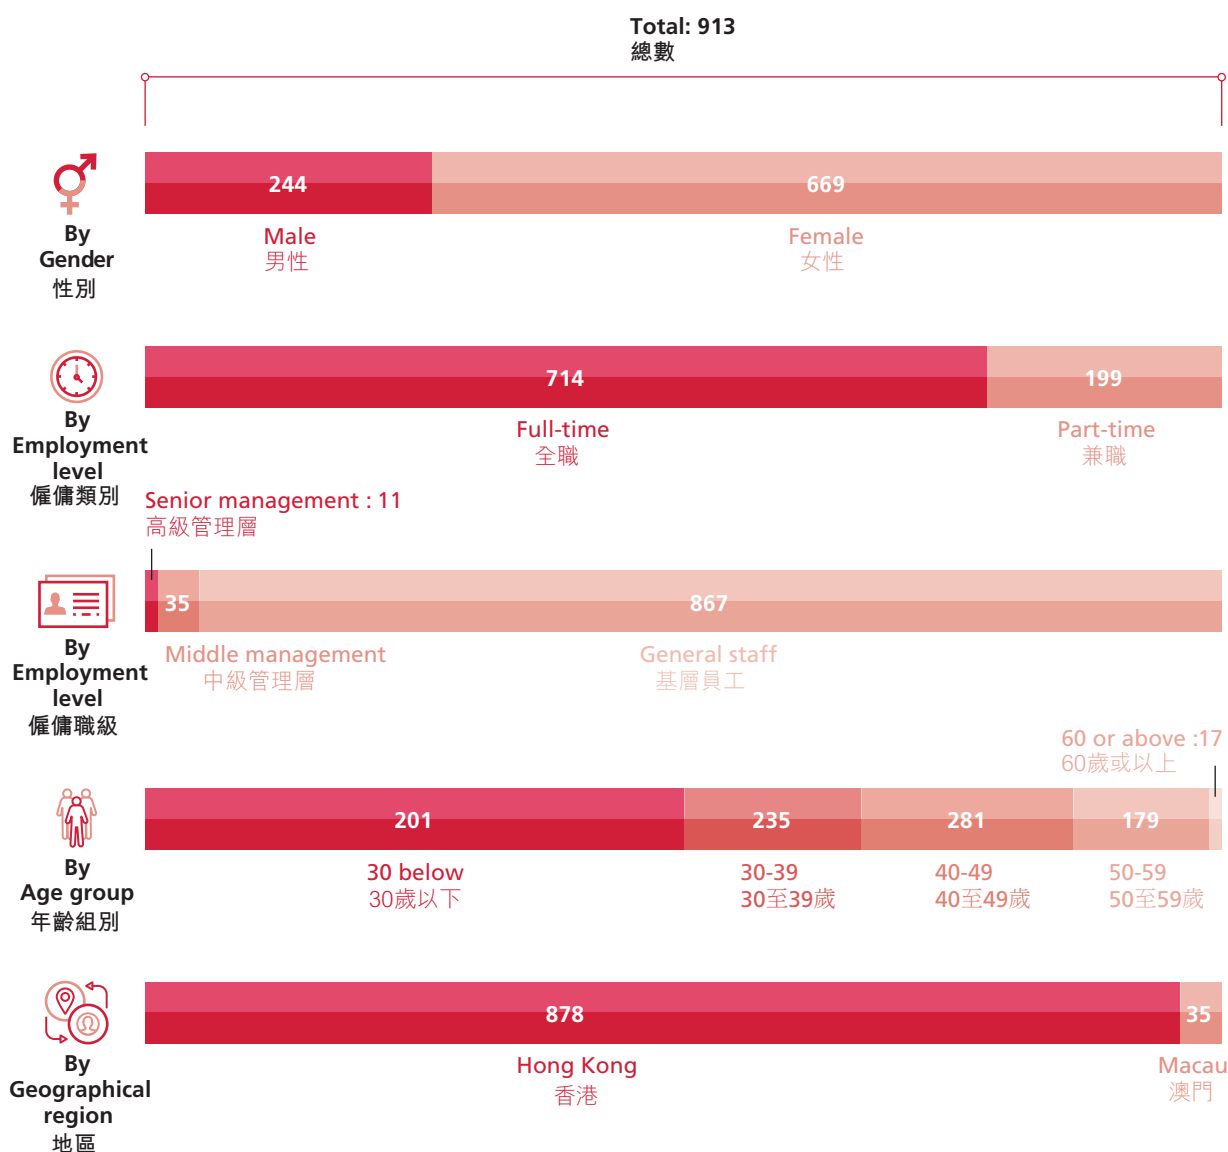 Total: 913
總數
244
669
By
Gender
性別
Male
男性
Female
女性
714
199
By
Employment
level
僱傭類別
Full-time
全職
Part-time
兼職
Senior management : 11
高級管理層
35
867
By
Employment
level
僱傭職級
Middle management
中級管理層
General staff
基層員工
60 or above :17
60歲或以上
201
235
281
179
By
Age group
年齡組別
30 below
30歲以下
30-39
30至39歲
40-49
40至49歲
50-59
50至59歲
878
35
By
Geographical
region
地區
Hong Kong
香港
Macau
澳門